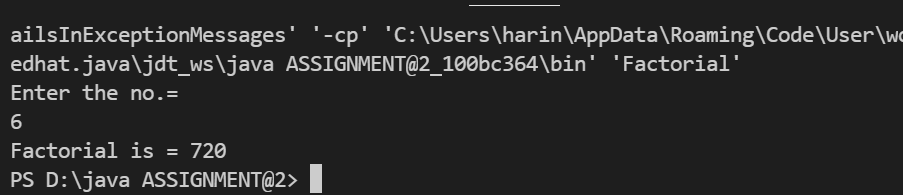 ailsInExceptionMessages' '-cp' 'C:\Users\harin\AppData\Roaming\Code\User\wo
edhat.java\jdt_ws\java ASSIGNMENT@2_100bc364\bin' 'Factorial'
Enter the no.=
6
Factorial is = 720
PS D:\java ASSIGNMENT@2>